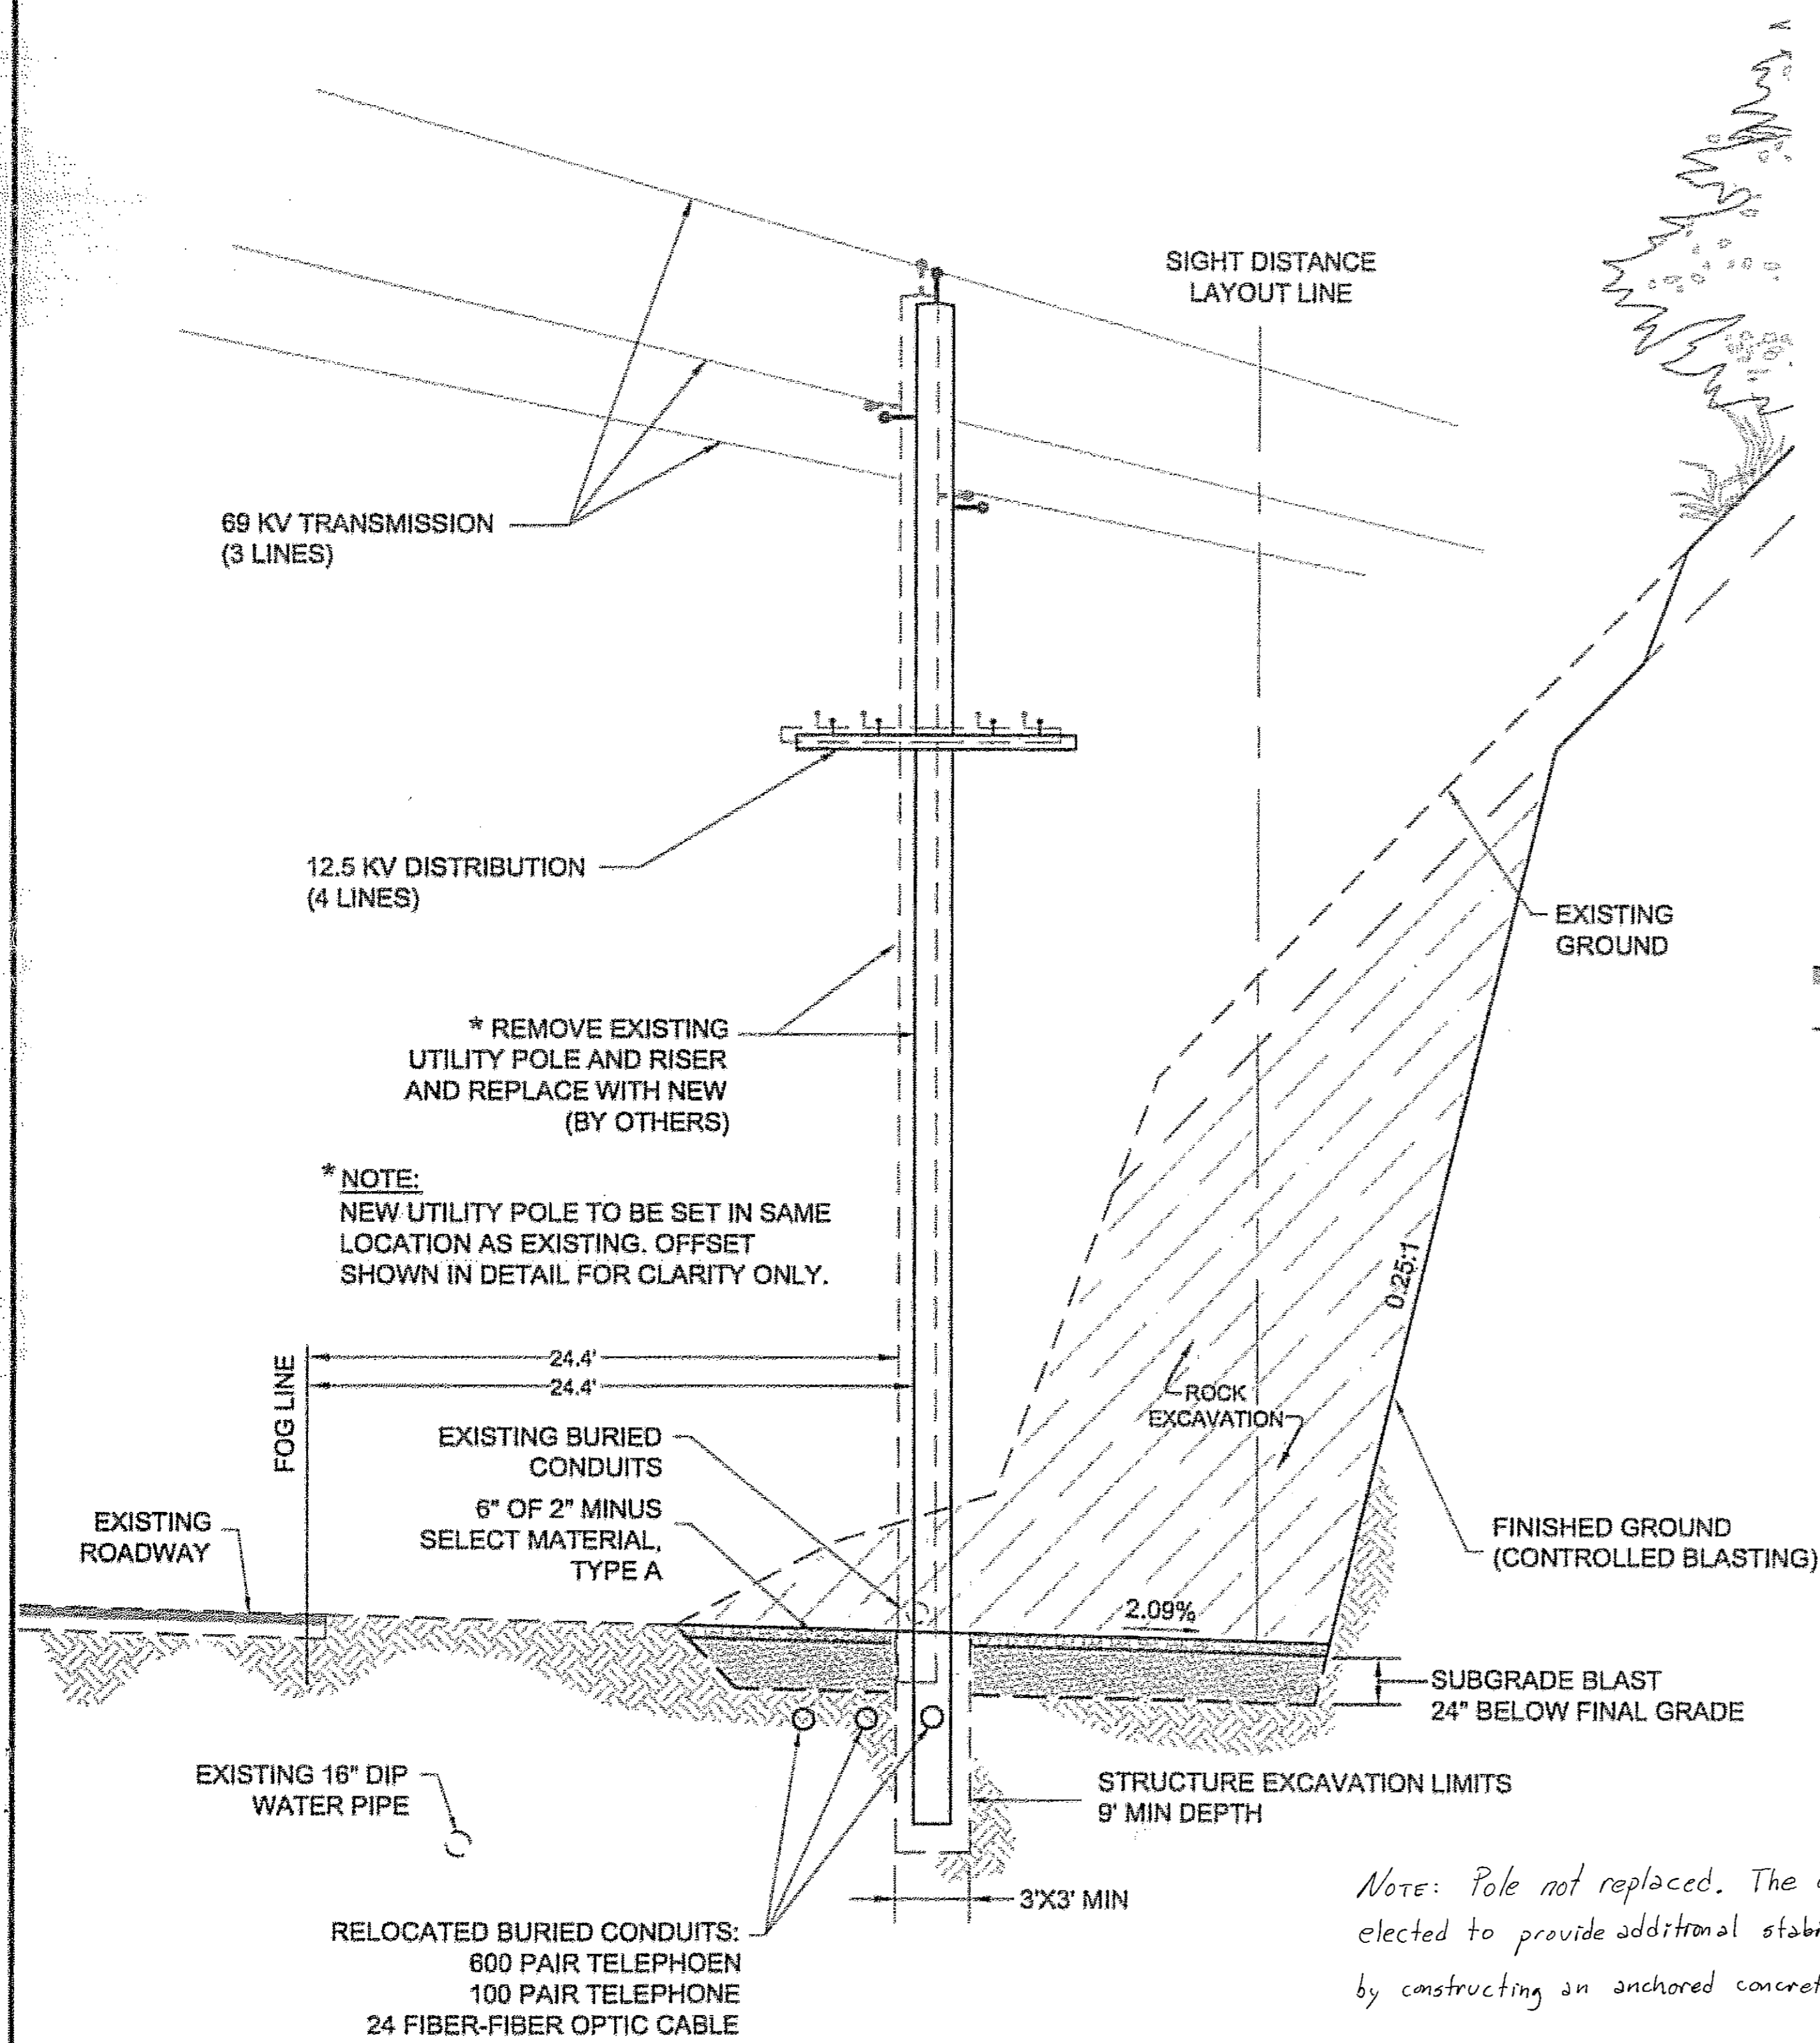 SIGHT DISTANCE
LAYOUT LINE
69 KV TRANSMISSION
(3 LINES)
12.5 KV DISTRIBUTION
(4 LINES)
EXISTING
GROUND
* REMOVE EXISTING
UTILITY POLE AND RISER
AND REPLACE WITH NEW
(BY OTHERS)
* NOTE:
NEW UTILITY POLE TO BE SET IN SAME
LOCATION AS EXISTING. OFFSET
SHOWN IN DETAIL FOR CLARITY ONLY.
0.25:1
24.4'
24.4'
FOG LINE
ROCK
EXCAVATION
EXISTING BURIED
CONDUITS
6" OF 2" MINUS
SELECT MATERIAL,
TYPE A
EXISTING
ROADWAY
FINISHED GROUND
(CONTROLLED BLASTING)
2.09%
SUBGRADE BLAST
24" BELOW FINAL GRADE
EXISTING 16" DIP
WATER PIPE
STRUCTURE EXCAVATION LIMITS
9' MIN DEPTH
3'X3' MIN
RELOCATED BURIED CONDUITS:
600 PAIR TELEPHOEN
100 PAIR TELEPHONE
24 FIBER-FIBER OPTIC CABLE
NOTE: Pole not replaced. The
elected to provide additional
by constructing an anchored